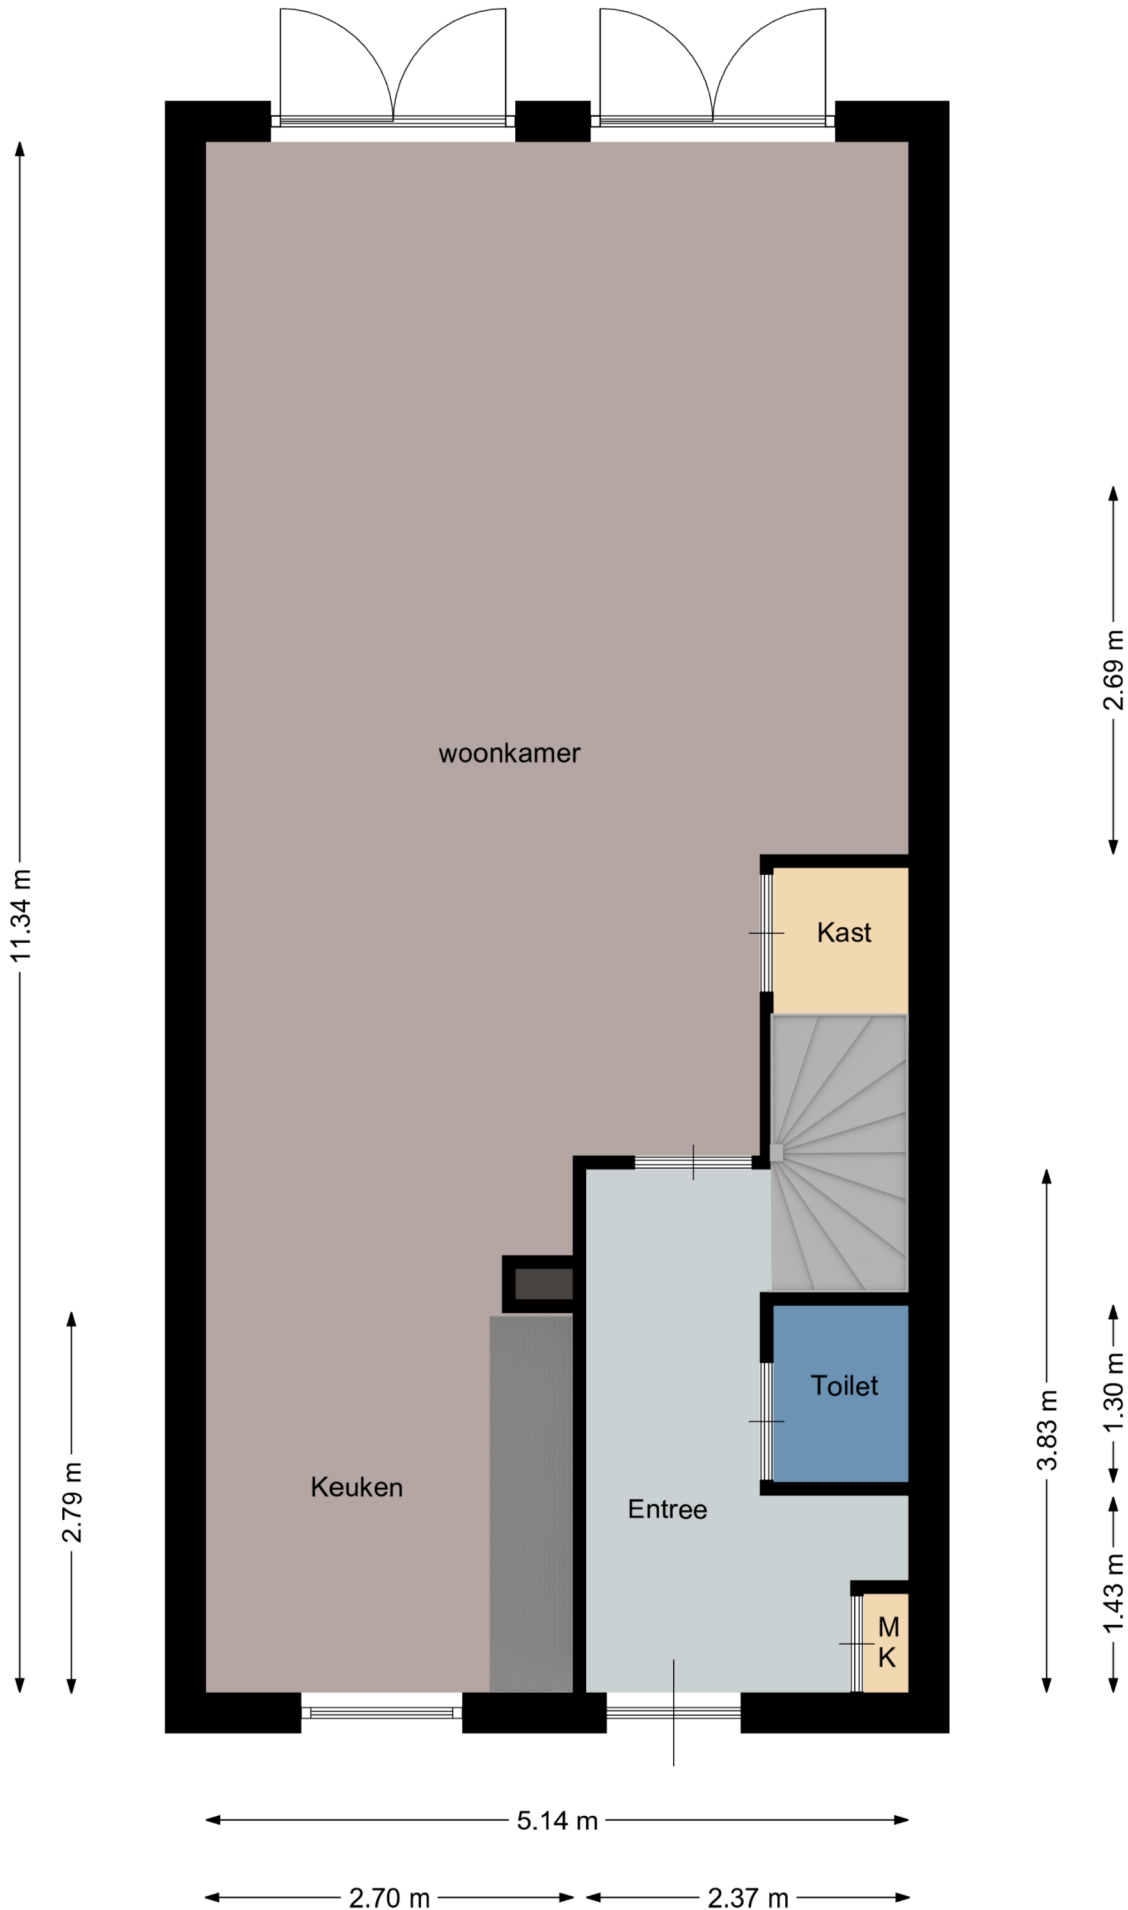 woonkamer
2.69 m
11.34 m
Kast
Toilet
1.30 m
3.83 m
Keuken
2.79 m
Entree
1.43 m
M
K
5.14 m
2.70 m
2.37 m